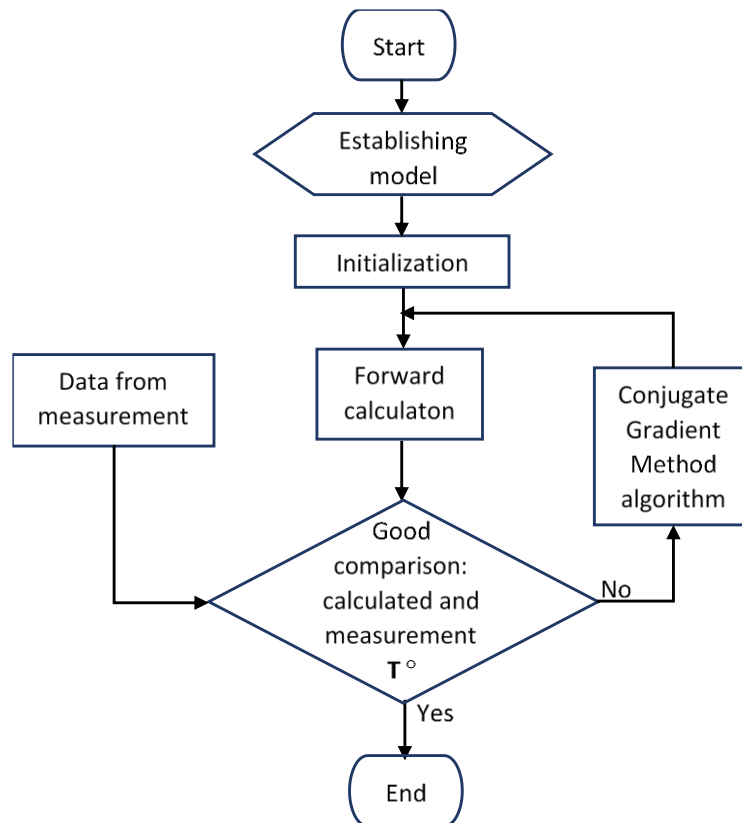 Start
Establishing
model
Initialization
Data from
measurement
Forward
calculaton
Conjugate
Gradient
Method
algorithm
Good
comparison:
calculated and
measurement
T °
No
Yes
End